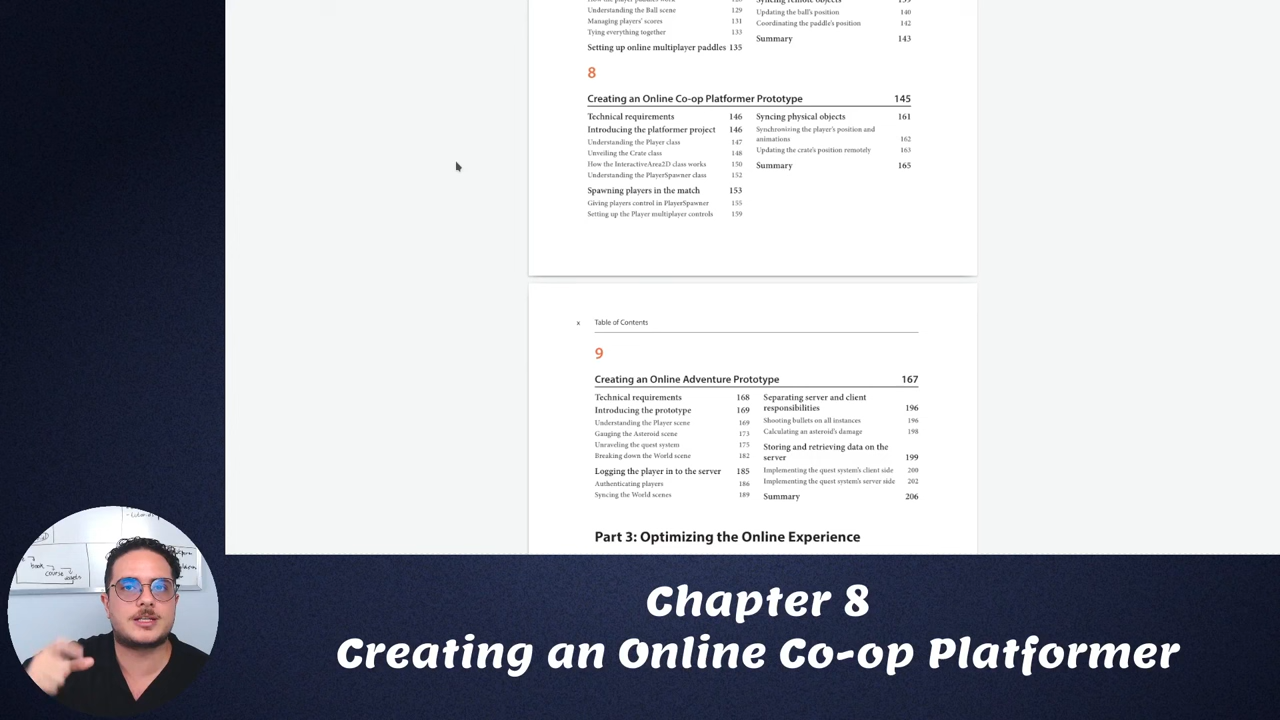 Understanding the Ball scene 129
Managing players' scores 131
Tying everything together 133
Setting up online multiplayer paddles 135
Updating the ball's position 140
Coordinating the paddle's position 142
Summary 143
8
Creating an Online Co-op Platformer Prototype 145
Technical requirements 146
Introducing the platformer project 146
Understanding the Player class 147
Unveiling the Crate class 148
How the InteractiveArea2D class works 150
Understanding the PlayerSpawner class 152
Spawning players in the match 153
Giving players control in PlayerSpawner 155
Setting up the Player multiplayer controls 159
Syncing physical objects 161
Synchronizing the player's position and
animations 162
Updating the crate's position remotely 163
Summary 165
x Table of Contents
9
Creating an Online Adventure Prototype 167
Technical requirements 168
Introducing the prototype 169
Understanding the Player scene 169
Gauging the Asteroid scene 173
Unraveling the quest system 175
Breaking down the World scene 182
Logging the player in to the server 185
Authenticating players 186
Syncing the World scenes 189
Separating server and client
responsibilities 196
Shooting bullets on all instances 196
Calculating an asteroid's damage 198
Storing and retrieving data on the
server 199
Implementing the quest system's client side 200
Implementing the quest system's server side 202
Summary 206
Part 3: Optimizing the Online Experience
book
course
Chapter 8
Creating an Online Co-op Platformer